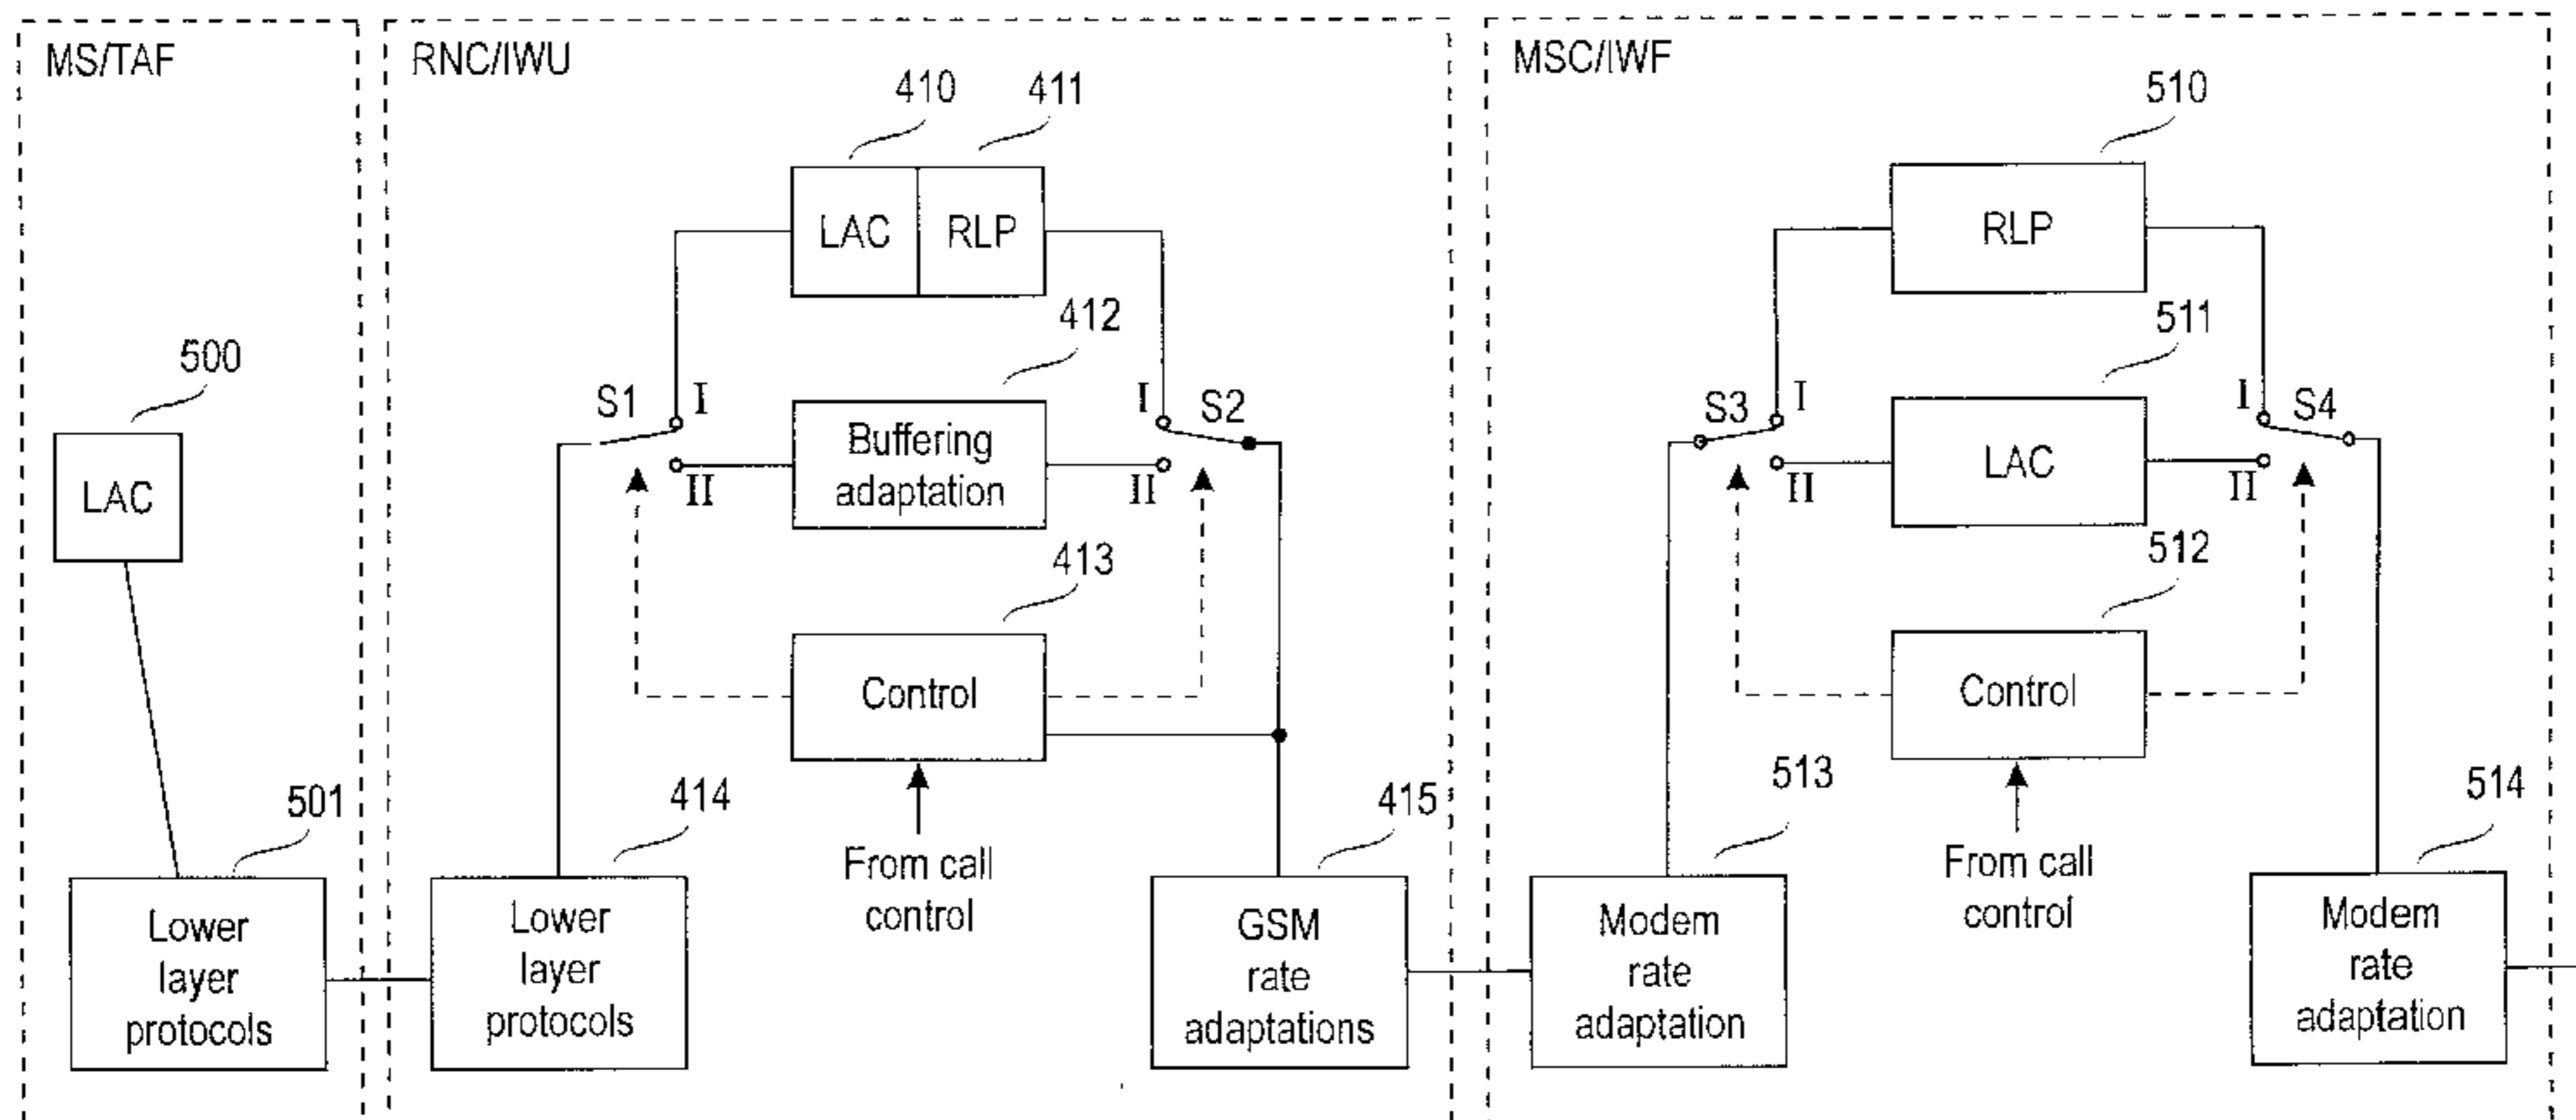 MS/TAF
RNC/IWU
MSC/IWF
410
411
510
LAC
RLP
RLP
500
412
511
S1
I
I
S2
S3
I
I
S4
LAC
Buffering
adaptation
II
II
LAC
II
II
413
512
Control
Control
501
414
From call
control
415
513
From call
control
514
Lower
layer
protocols
Lower
layer
protocols
GSM
rate
adaptations
Modem
rate
adaptation
Modem
rate
adaptation